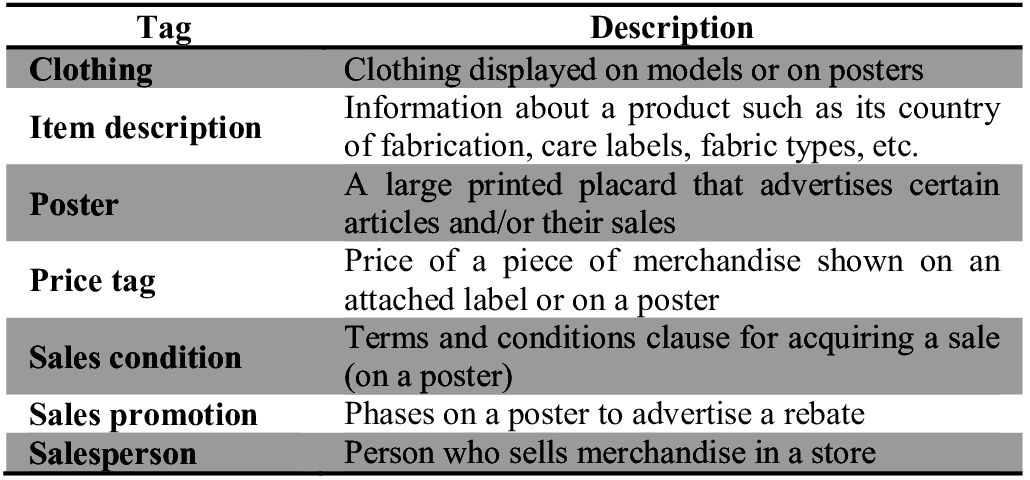 Tag Description
Clothing Clothing displayed on models or on posters
Item description Information about a product such as its country
of fabrication, care labels, fabric types, etc.
Poster A large printed placard that advertises certain
articles and/or their sales
Price tag Price of a piece of merchandise shown on an
attached label or on a poster
Sales condition Terms and conditions clause for acquiring a sale
(on a poster)
Sales promotion Phases on a poster to advertise a rebate
Salesperson Person who sells merchandise in a store